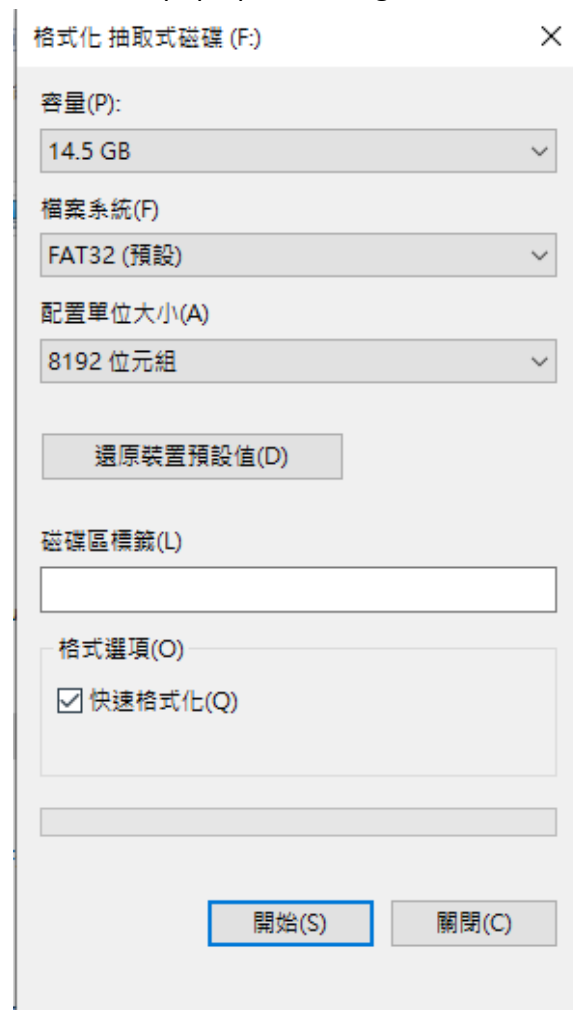 格式化 抽取式磁碟 (F:)
容量(P):
14.5 GB
檔案系統(F)
FAT32 (預設)
配置單位大小(A)
8192 位元組
還原裝置預設值(D)
磁碟區標籤(L)
格式選項(O)
快速格式化(Q)
開始(S)
關閉(C)